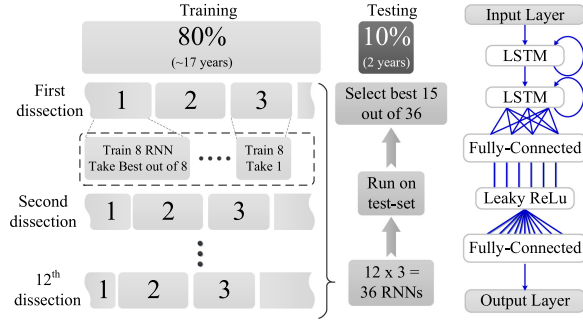 Training
80%
(~17 years)
First
dissection
1
2
3
Train 8 RNN
Take Best out of 8
Train 8
Take 1
Second
dissection
1
2
3
12th
dissection
1
2
3
Testing
10%
(2 years)
Select best 15
out of 36
Run on
test-set
12 x 3 =
36 RNNs
Input Layer
LSTM
LSTM
Fully-Connected
Leaky ReLu
Fully-Connected
Output Layer